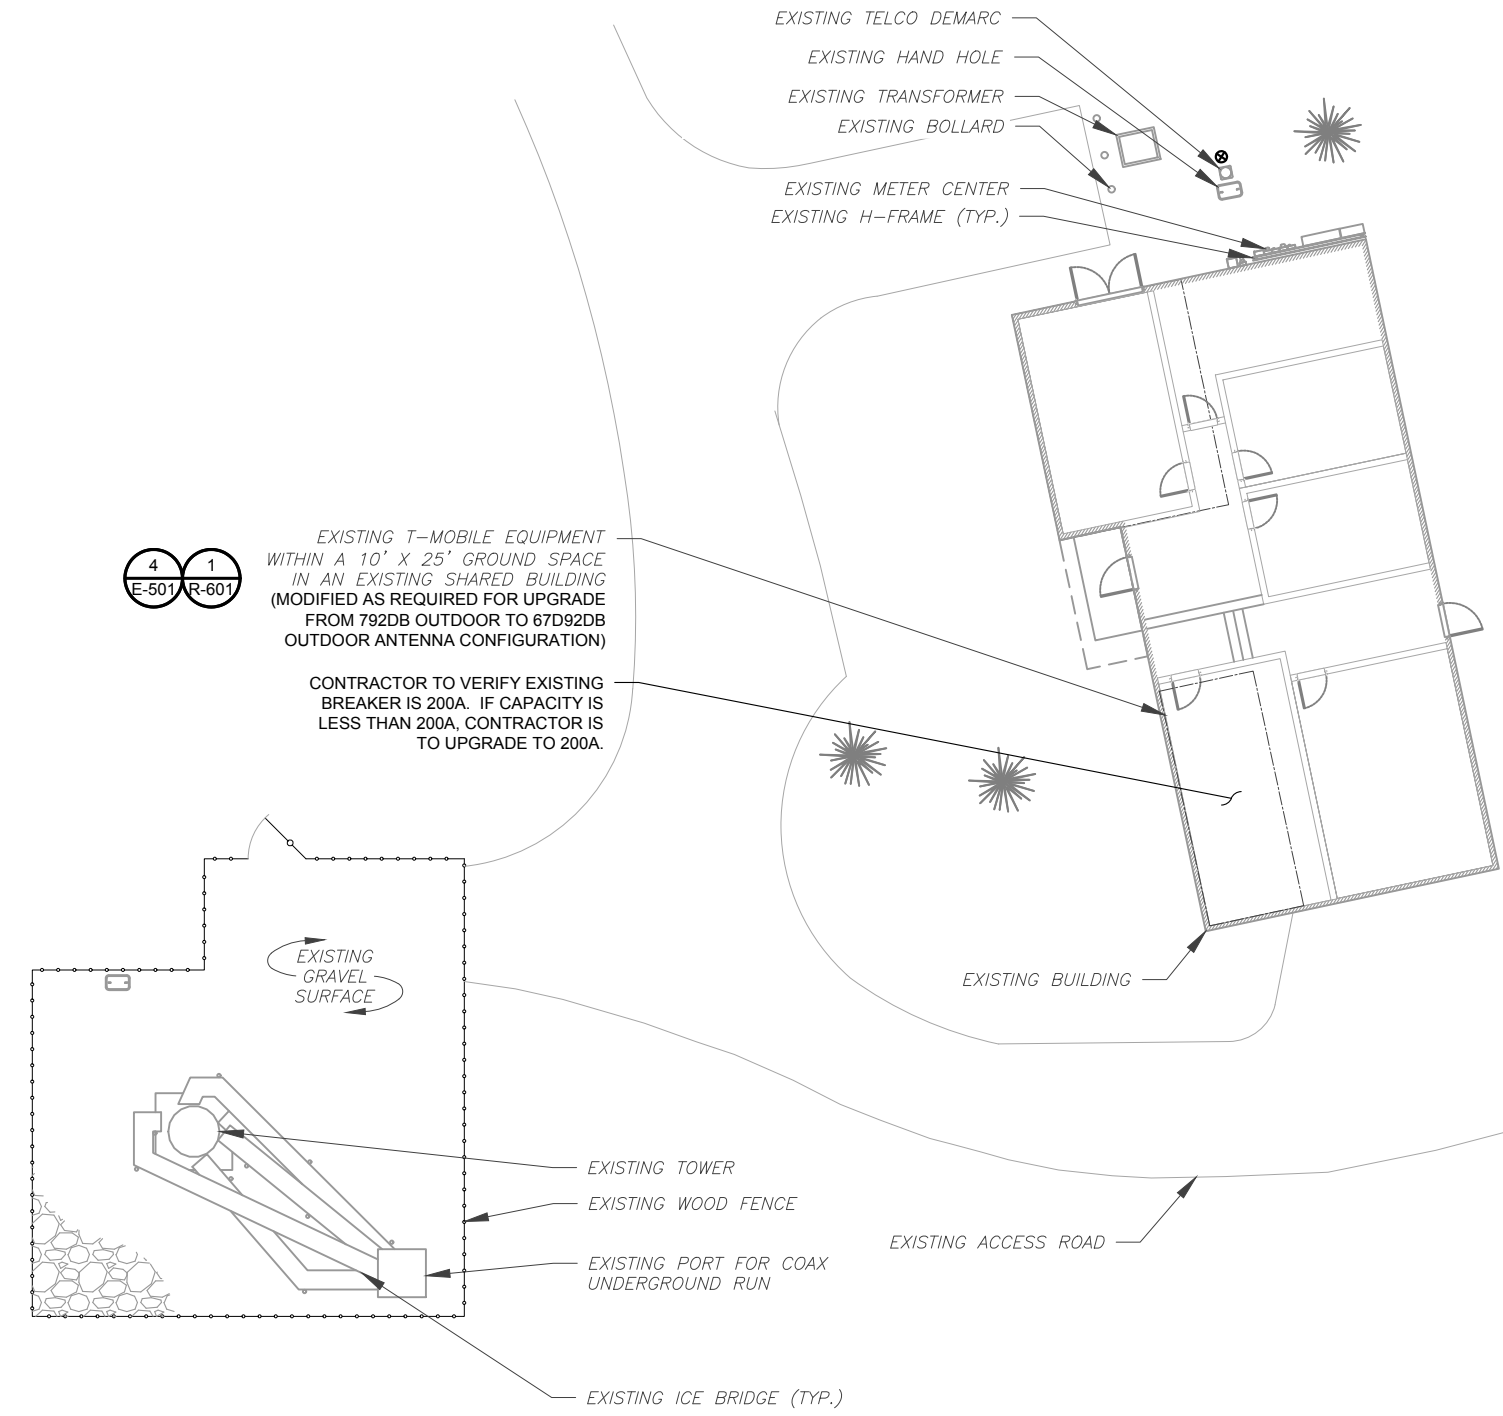 EXISTING TELCO DEMARC
EXISTING HAND HOLE
EXISTING TRANSFORMER
EXISTING BOLLARD
EXISTING METER CENTER
EXISTING H-FRAME (TYP.)
4
E-501
1
R-601
EXISTING T-MOBILE EQUIPMENT
WITHIN A 10' X 25' GROUND SPACE
IN AN EXISTING SHARED BUILDING
(MODIFIED AS REQUIRED FOR UPGRADE
FROM 792DB OUTDOOR TO 67D92DB
OUTDOOR ANTENNA CONFIGURATION)
CONTRACTOR TO VERIFY EXISTING
BREAKER IS 200A. IF CAPACITY IS
LESS THAN 200A, CONTRACTOR IS
TO UPGRADE TO 200A.
EXISTING
GRAVEL
SURFACE
EXISTING BUILDING
EXISTING TOWER
EXISTING WOOD FENCE
EXISTING ACCESS ROAD
EXISTING PORT FOR COAX
UNDERGROUND RUN
EXISTING ICE BRIDGE (TYP.)